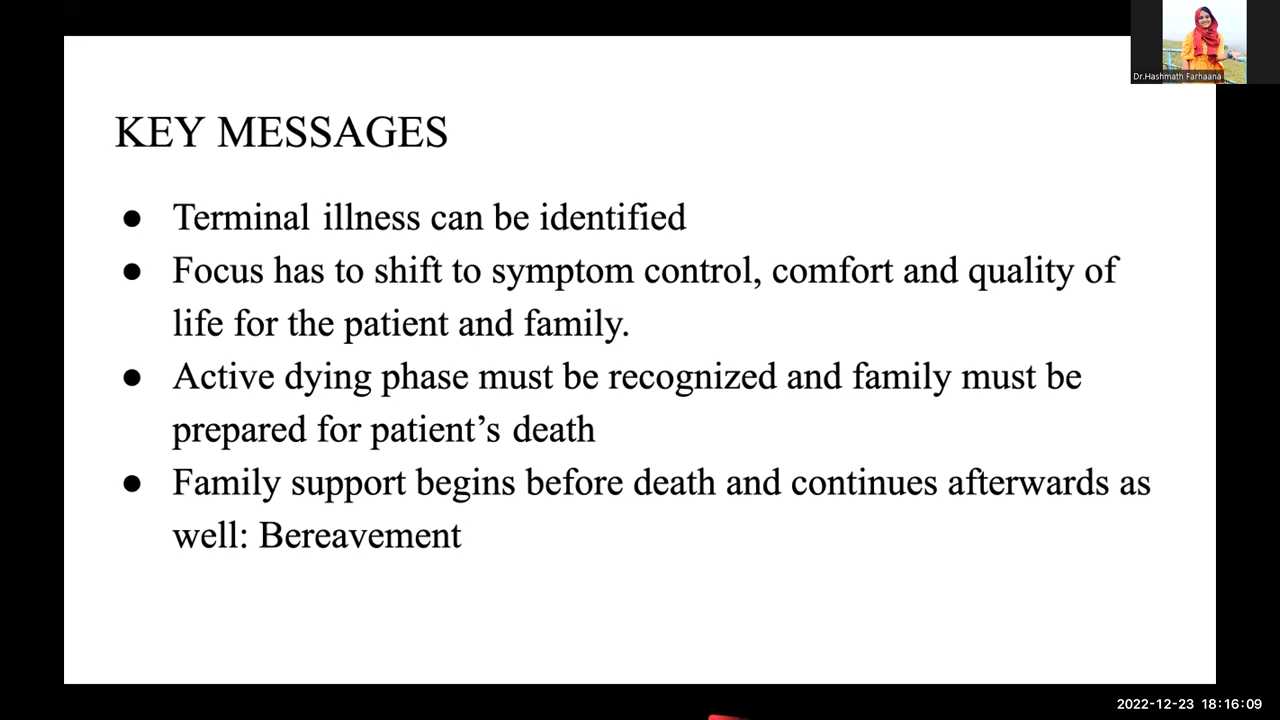 Dr.Hashmath Farhaana
KEY MESSAGES
● Terminal illness can be identified
● Focus has to shift to symptom control, comfort and quality of
life for the patient and family.
● Active dying phase must be recognized and family must be
prepared for patient’s death
● Family support begins before death and continues afterwards as
well: Bereavement
2022-12-23 18:16:09